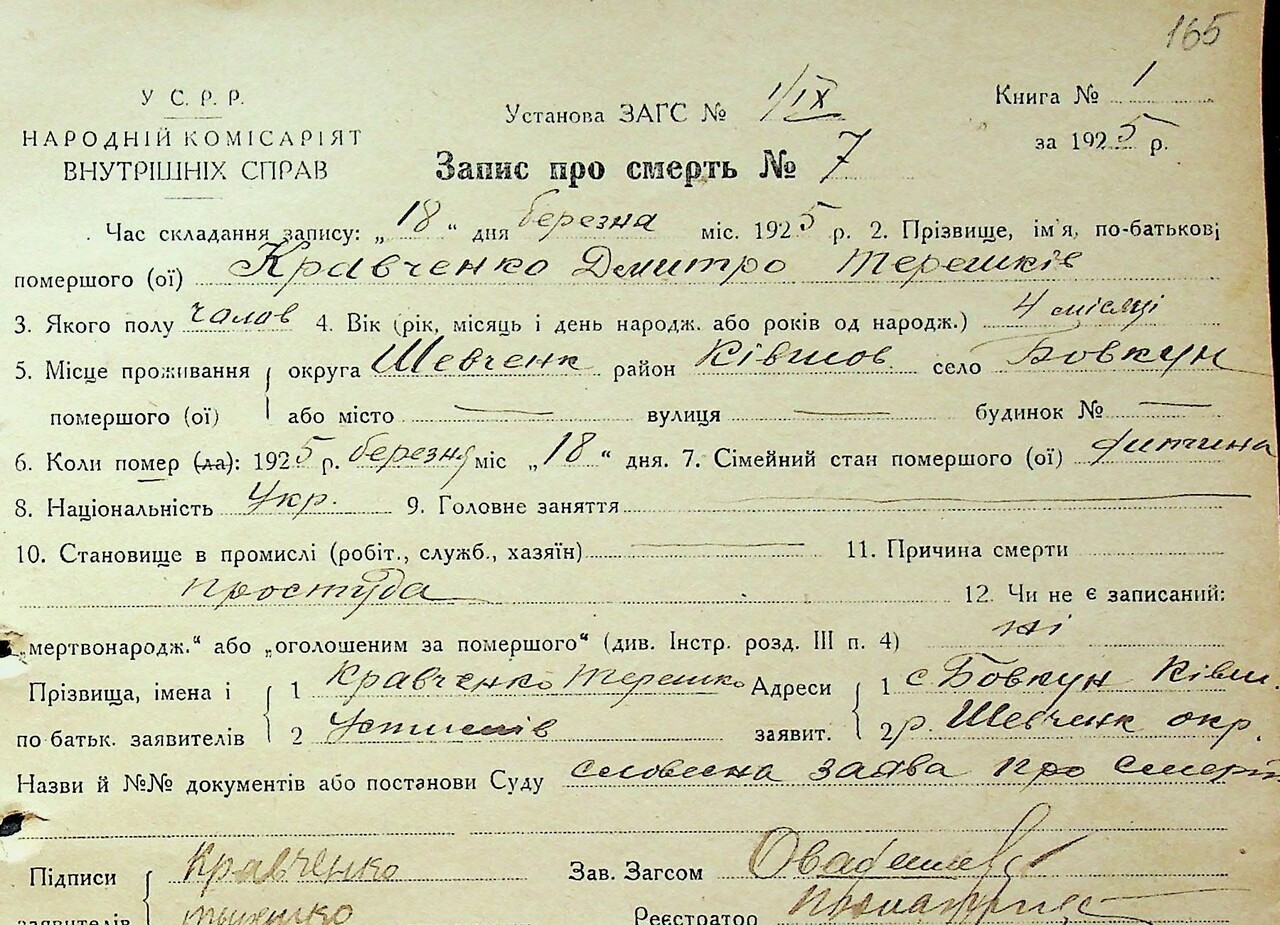 165
У С. Р. Р.
НАРОДНІЙ КОМІСАРІЯТ
ВНУТРІШНІХ СПРАВ
Установа ЗАГС № 1/IX
Книга № 1
за 1925 р.
Запис про смерть № 7
Час складання запису: „18“ дня березна міс. 1925 р. 2. Прізвище, ім'я, по-батькові
помершого (ої) Кравченко Дмитро Терешків
3. Якого полу чалов 4. Вік (рік, місяць і день народж. або років од народж.) 4 місяці
5. Місце проживання округа Шевченк район Ківшов. село Бовкун
помершого (ої) або місто — вулиця — будинок № —
6. Коли помер (ла): 1925 р. березня міс „18“ дня. 7. Сімейний стан помершого (ої) дитина
8. Національність Укр. 9. Головне заняття
10. Становище в промислі (робіт., служб., хазяїн) 11. Причина смерти
простуда 12. Чи не є записаний:
„мертвонародж.“ або „оголошеним за помершого“ (див. Інстр. розд. III п. 4) ні
Прізвища, імена і 1 Кравченко Терешко Адреси 1 с Бовкун Ківш.
по батьк. заявителів 2 заявит. 2 р. Шевченк окр.
Назви й №№ документів або постанови Суду словесна заява про смерть
Підписи Кравченко Зав. Загсом
заявителів Реєстратор